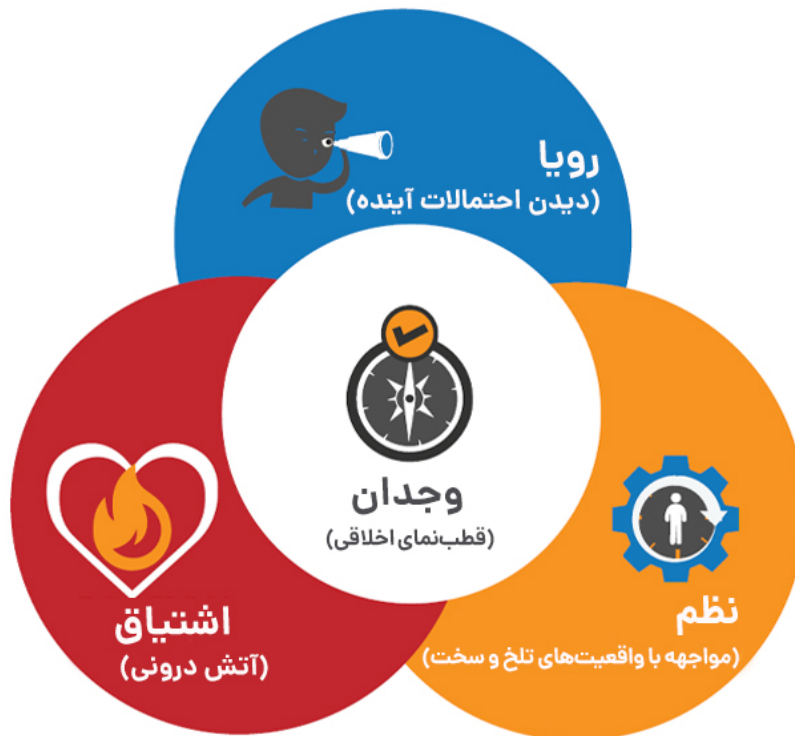 رویا
(دیدن احتمالات آینده)
وجدان
(قطب‌نمای اخلاقی)
اشتیاق
(آتش درونی)
نظم
(مواجهه با واقعیت‌های تلخ و سخت)